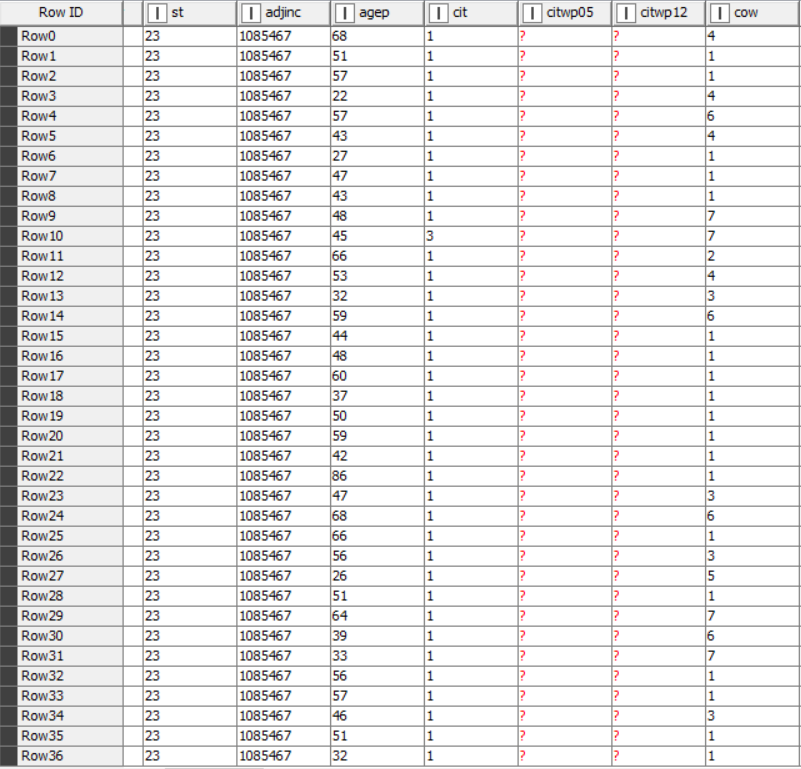 Row ID I st I adjinc I agep I cit I citwp05 I citwp12 I cow
Row0 23 1085467 68 1 ? ? 4
Row1 23 1085467 51 1 ? ? 1
Row2 23 1085467 57 1 ? ? 1
Row3 23 1085467 22 1 ? ? 4
Row4 23 1085467 57 1 ? ? 6
Row5 23 1085467 43 1 ? ? 4
Row6 23 1085467 27 1 ? ? 1
Row7 23 1085467 47 1 ? ? 1
Row8 23 1085467 43 1 ? ? 1
Row9 23 1085467 48 1 ? ? 7
Row10 23 1085467 45 3 ? ? 7
Row11 23 1085467 66 1 ? ? 2
Row12 23 1085467 53 1 ? ? 4
Row13 23 1085467 32 1 ? ? 3
Row14 23 1085467 59 1 ? ? 6
Row15 23 1085467 44 1 ? ? 1
Row16 23 1085467 48 1 ? ? 1
Row17 23 1085467 60 1 ? ? 1
Row18 23 1085467 37 1 ? ? 1
Row19 23 1085467 50 1 ? ? 1
Row20 23 1085467 59 1 ? ? 1
Row21 23 1085467 42 1 ? ? 1
Row22 23 1085467 86 1 ? ? 1
Row23 23 1085467 47 1 ? ? 3
Row24 23 1085467 68 1 ? ? 6
Row25 23 1085467 66 1 ? ? 1
Row26 23 1085467 56 1 ? ? 3
Row27 23 1085467 26 1 ? ? 5
Row28 23 1085467 51 1 ? ? 1
Row29 23 1085467 64 1 ? ? 7
Row30 23 1085467 39 1 ? ? 6
Row31 23 1085467 33 1 ? ? 7
Row32 23 1085467 56 1 ? ? 1
Row33 23 1085467 57 1 ? ? 1
Row34 23 1085467 46 1 ? ? 3
Row35 23 1085467 51 1 ? ? 1
Row36 23 1085467 32 1 ? ? 1